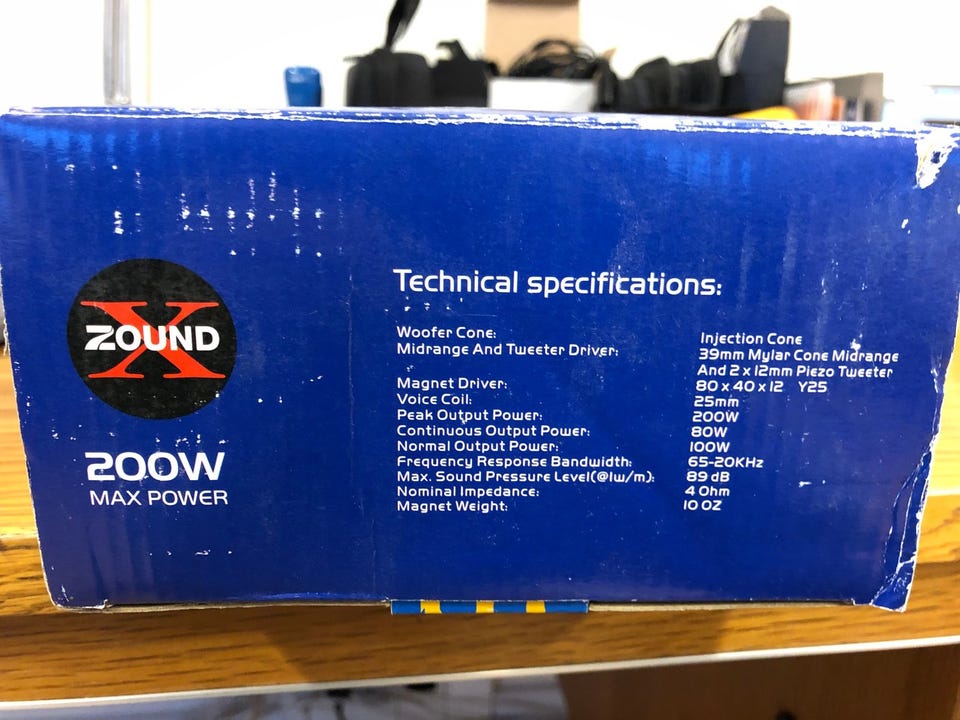 X
ZOUND
200W
MAX POWER
Technical specifications:
Woofer Cone: Injection Cone
Midrange And Tweeter Driver: 39mm Mylar Cone Midrange
And 2 x 12mm Piezo Tweeter
Magnet Driver: 80 x 40 x 12 Y25
Voice Coil: 25mm
Peak Output Power: 200W
Continuous Output Power: 80W
Normal Output Power: 100W
Frequency Response Bandwidth: 65-20KHz
Max. Sound Pressure Level(@1w/m): 89 dB
Nominal Impedance: 4 Ohm
Magnet Weight: 10 OZ